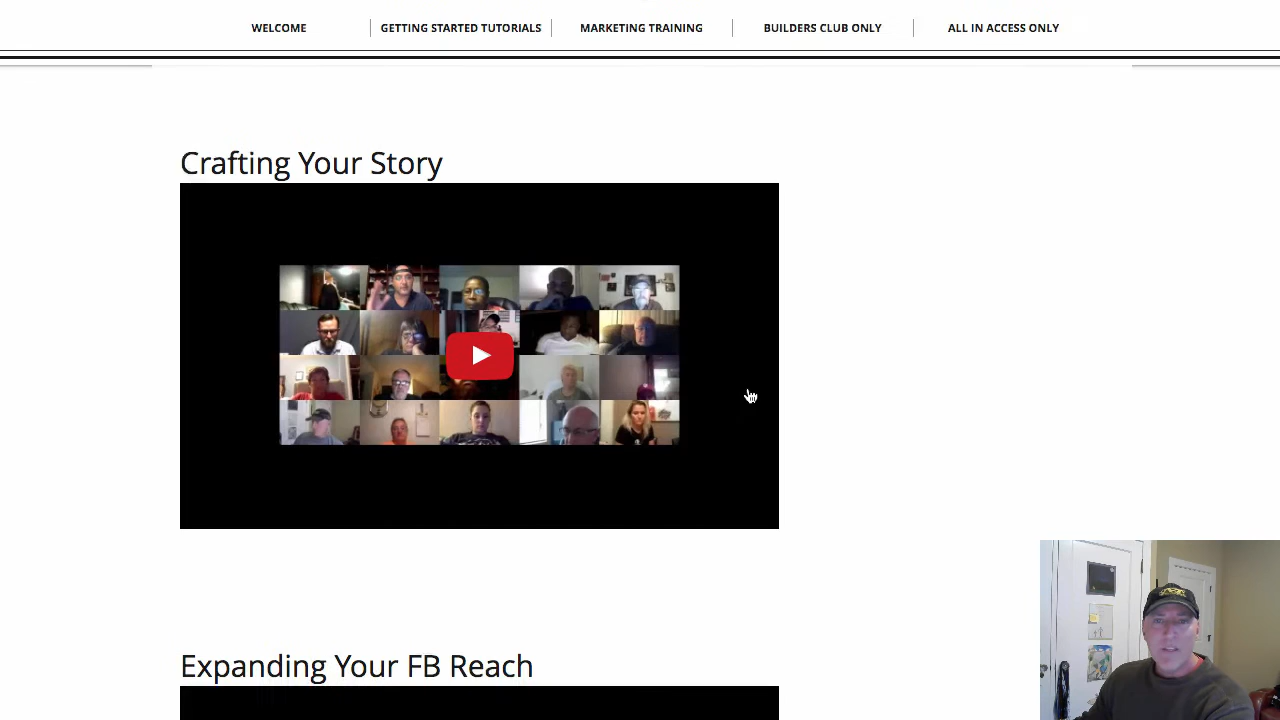 WELCOME
GETTING STARTED TUTORIALS
MARKETING TRAINING
BUILDERS CLUB ONLY
ALL IN ACCESS ONLY
Crafting Your Story
Expanding Your FB Reach